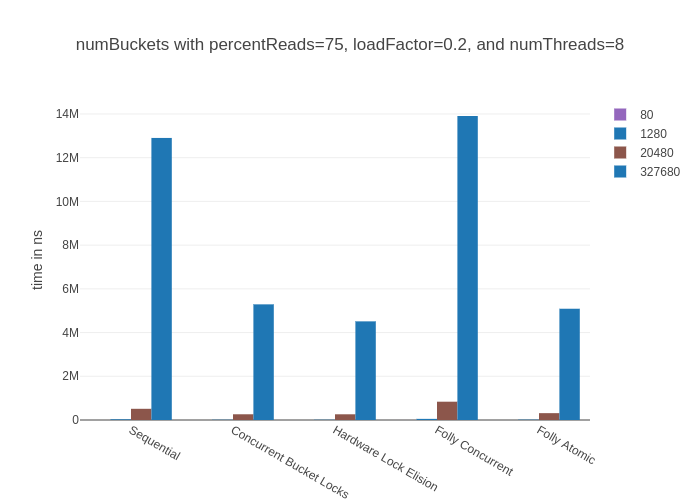 numBuckets with percentReads=75, loadFactor=0.2, and numThreads=8
14M
12M
10M
8M
6M
4M
2M
0
time in ns
Sequential
Concurrent Bucket Locks
Hardware Lock Elision
Folly Concurrent
Folly Atomic
80
1280
20480
327680